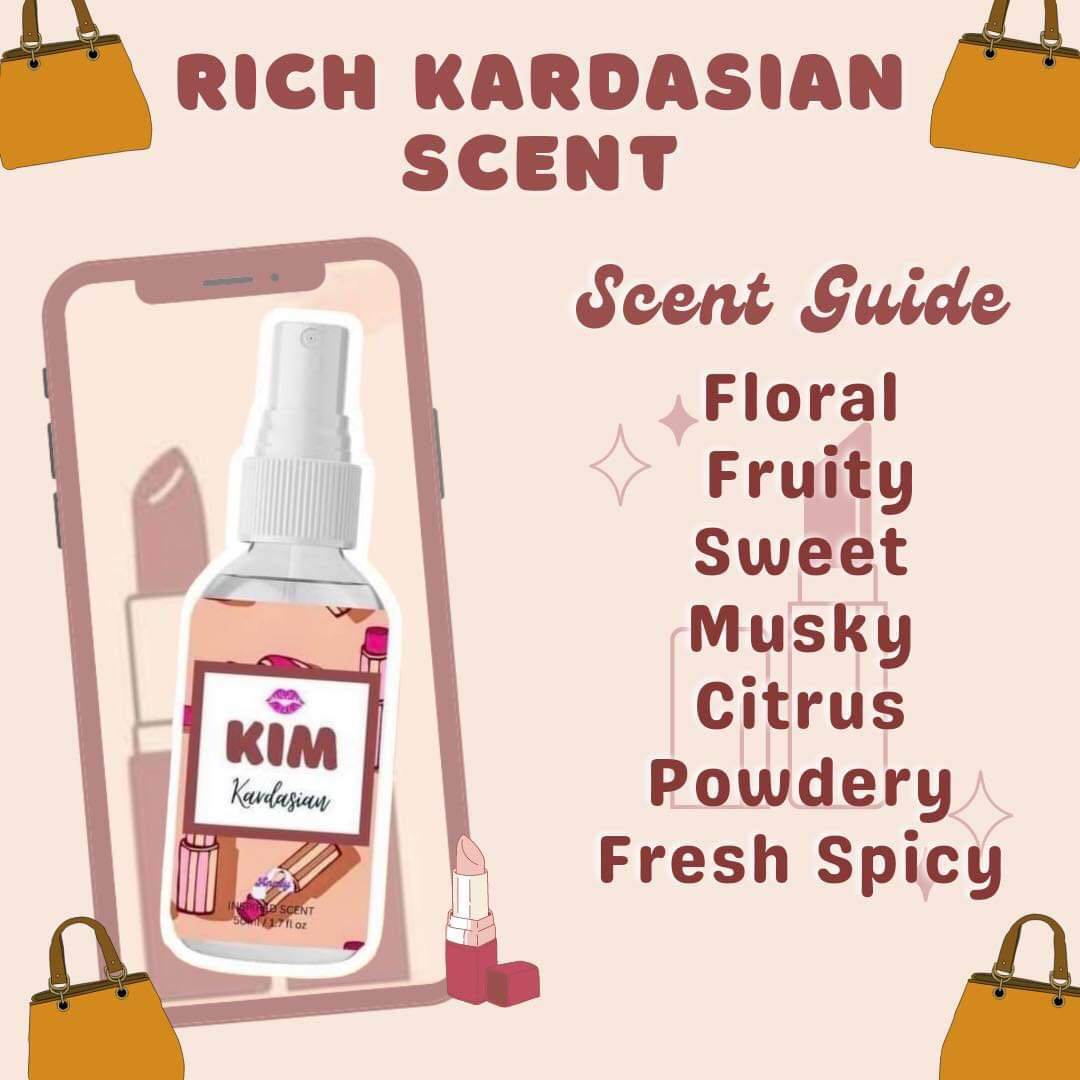 RICH KARDASIAN
SCENT
Scent Guide
Floral
Fruity
Sweet
Musky
Citrus
Powdery
Fresh Spicy
KIM
Kardasian
INSPIRED SCENT
50ml / 1.7 fl oz